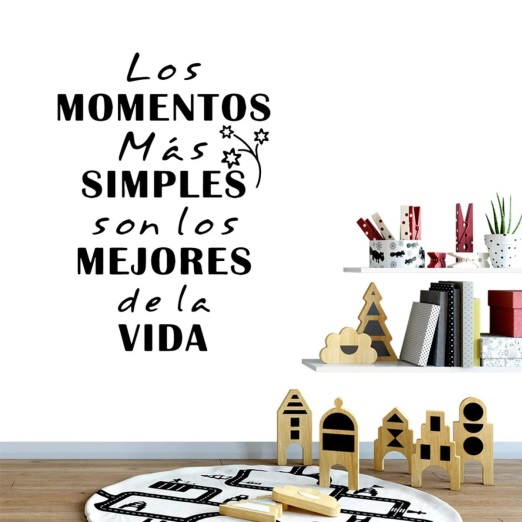 Los
MOMENTOS
Más
SIMPLES
son los
MEJORES
de la
VIDA